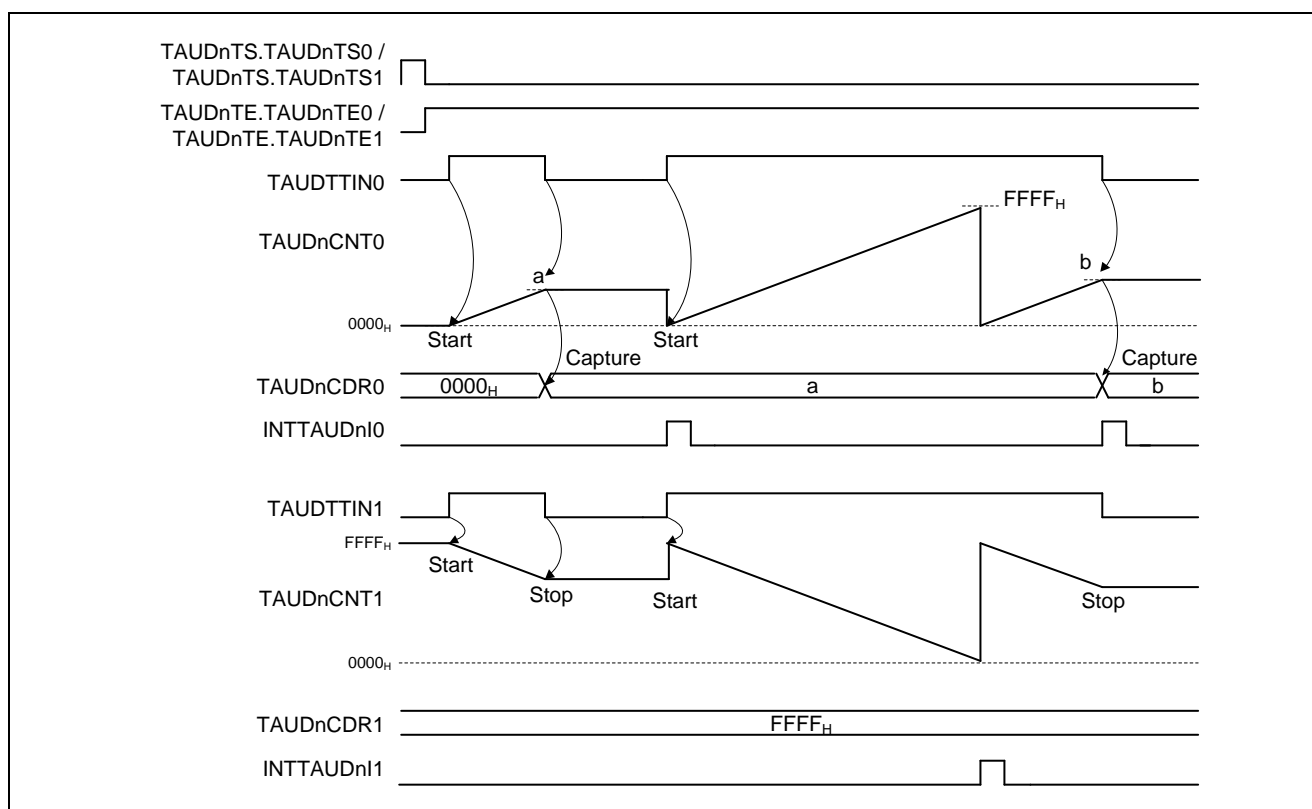 TAUDnTS.TAUDnTS0 /
TAUDnTS.TAUDnTS1
TAUDnTE.TAUDnTE0 /
TAUDnTE.TAUDnTE1
TAUDTTIN0
FFFFH
TAUDnCNT0
a
b
0000H
Start
Start
Capture
Capture
TAUDnCDR0
0000H
a
b
INTTAUDnI0
TAUDTTIN1
FFFFH
Start
TAUDnCNT1
Stop
Start
Stop
0000H
TAUDnCDR1
FFFFH
INTTAUDnI1